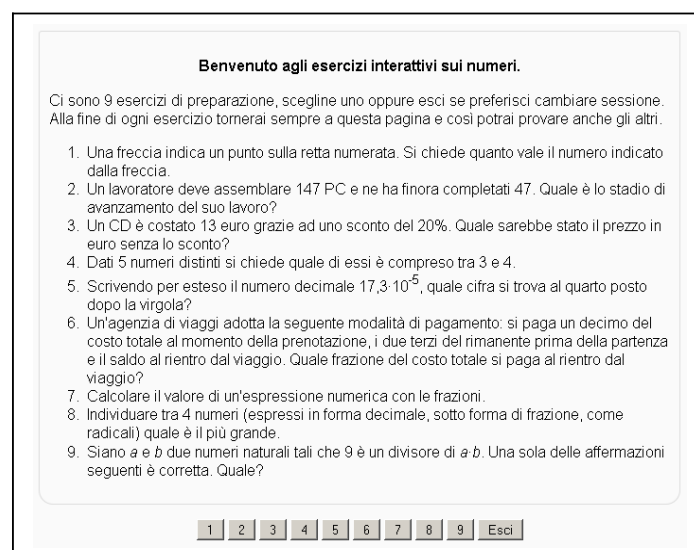 Benvenuto agli esercizi interattivi sui numeri.
Ci sono 9 esercizi di preparazione, scegline uno oppure esci se preferisci cambiare sessione.
Alla fine di ogni esercizio tornerai sempre a questa pagina e così potrai provare anche gli altri.
1. Una freccia indica un punto sulla retta numerata. Si chiede quanto vale il numero indicato
dalla freccia.
2. Un lavoratore deve assemblare 147 PC e ne ha finora completati 47. Quale è lo stadio di
avanzamento del suo lavoro?
3. Un CD è costato 13 euro grazie ad uno sconto del 20%. Quale sarebbe stato il prezzo in
euro senza lo sconto?
4. Dati 5 numeri distinti si chiede quale di essi è compreso tra 3 e 4.
5. Scrivendo per esteso il numero decimale 17,3·10⁻⁵, quale cifra si trova al quarto posto
dopo la virgola?
6. Un'agenzia di viaggi adotta la seguente modalità di pagamento: si paga un decimo del
costo totale al momento della prenotazione, i due terzi del rimanente prima della partenza
e il saldo al rientro dal viaggio. Quale frazione del costo totale si paga al rientro dal
viaggio?
7. Calcolare il valore di un'espressione numerica con le frazioni.
8. Individuare tra 4 numeri (espressi in forma decimale, sotto forma di frazione, come
radicali) quale è il più grande.
9. Siano a e b due numeri naturali tali che 9 è un divisore di a·b. Una sola delle affermazioni
seguenti è corretta. Quale?
1 2 3 4 5 6 7 8 9 Esci